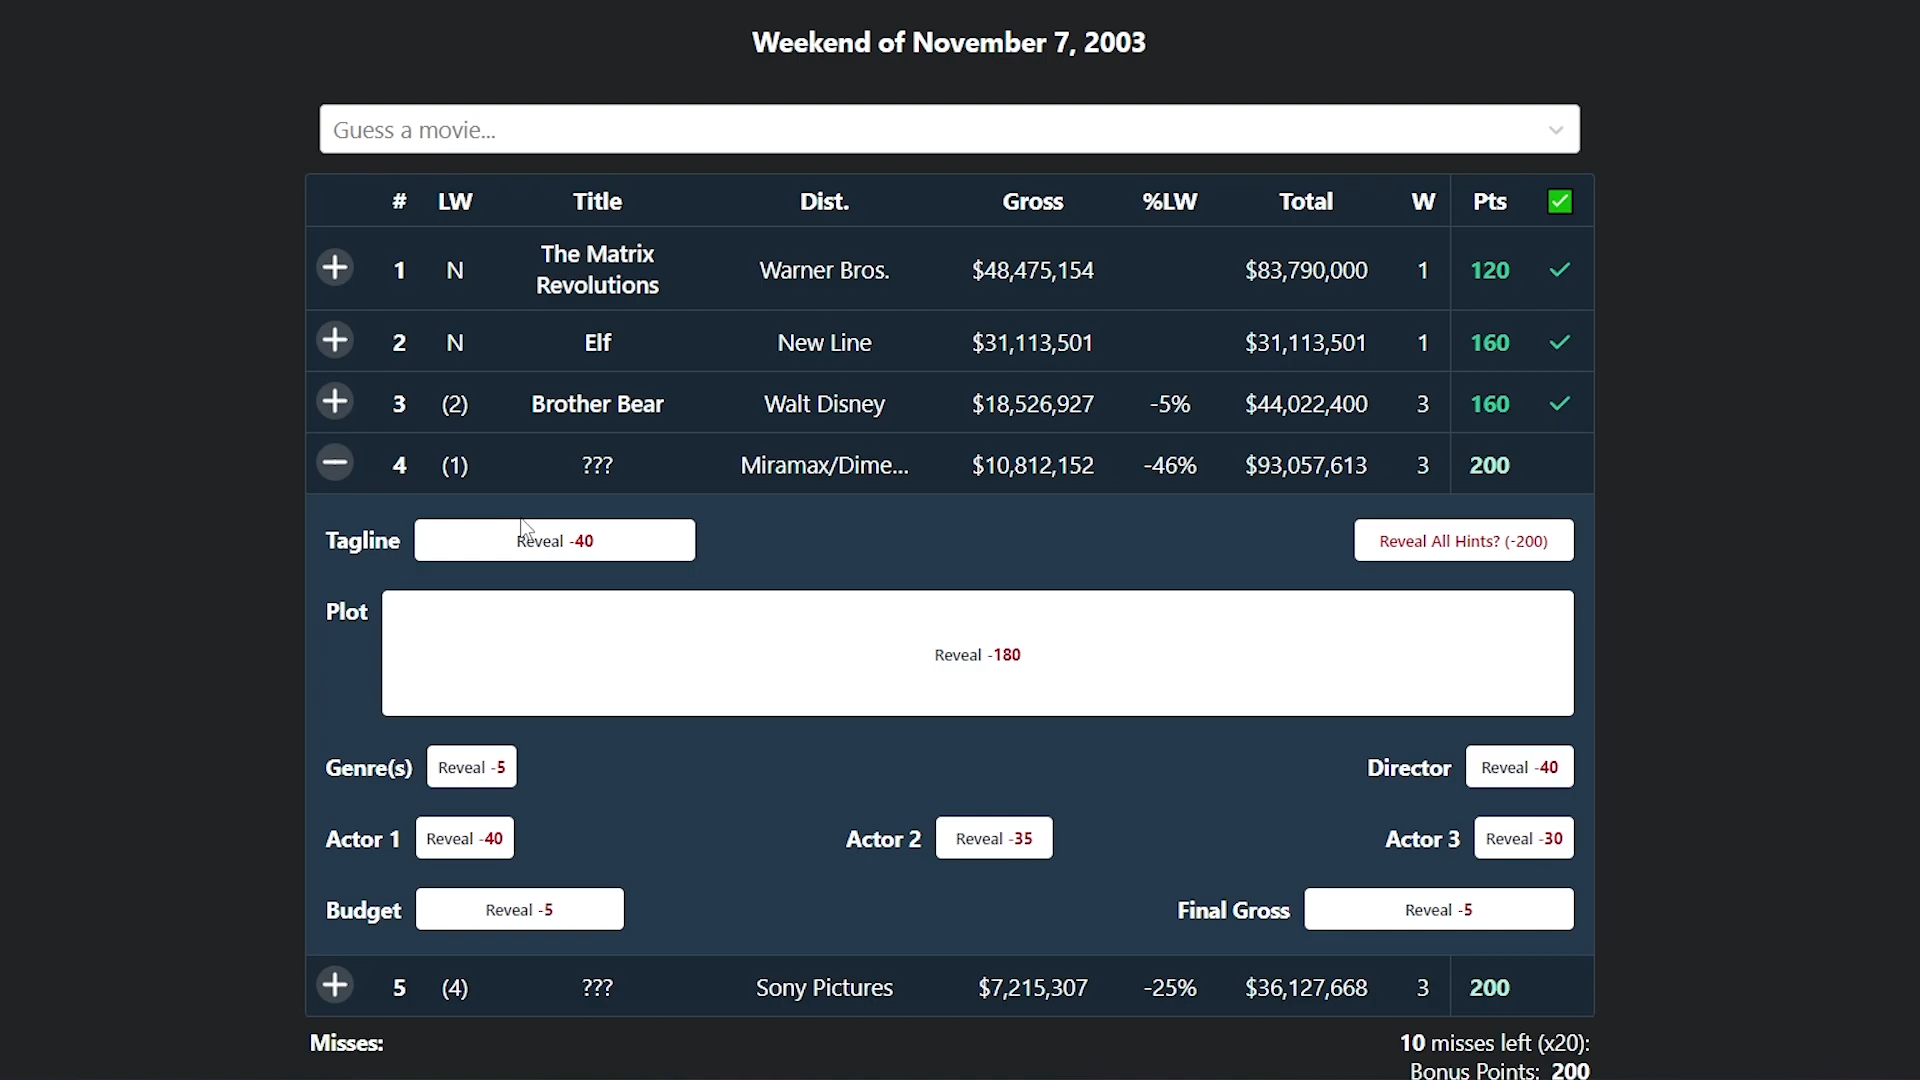 Weekend of November 7, 2003
Guess a movie...
# LW Title Dist. Gross %LW Total W Pts ✅
1 N The Matrix Revolutions Warner Bros. $48,475,154 $83,790,000 1 120 ✓
2 N Elf New Line $31,113,501 $31,113,501 1 160 ✓
3 (2) Brother Bear Walt Disney $18,526,927 -5% $44,022,400 3 160 ✓
4 (1) ??? Miramax/Dime... $10,812,152 -46% $93,057,613 3 200
Tagline Reveal -40 Reveal All Hints? (-200)
Plot Reveal -180
Genre(s) Reveal -5 Director Reveal -40
Actor 1 Reveal -40 Actor 2 Reveal -35 Actor 3 Reveal -30
Budget Reveal -5 Final Gross Reveal -5
5 (4) ??? Sony Pictures $7,215,307 -25% $36,127,668 3 200
Misses: 10 misses left (x20):
Bonus Points: 200